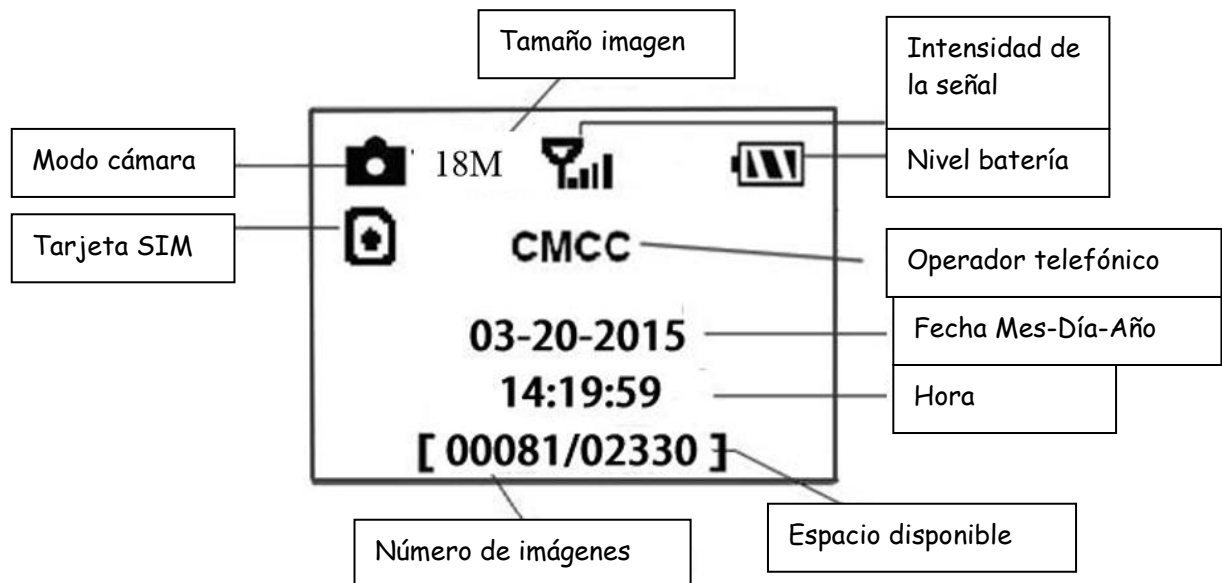 Tamaño imagen
Intensidad de
la señal
Modo cámara
18M
Nivel batería
Tarjeta SIM
CMCC
Operador telefónico
03-20-2015
Fecha Mes-Día-Año
14:19:59
Hora
[ 00081/02330 ]
Número de imágenes
Espacio disponible